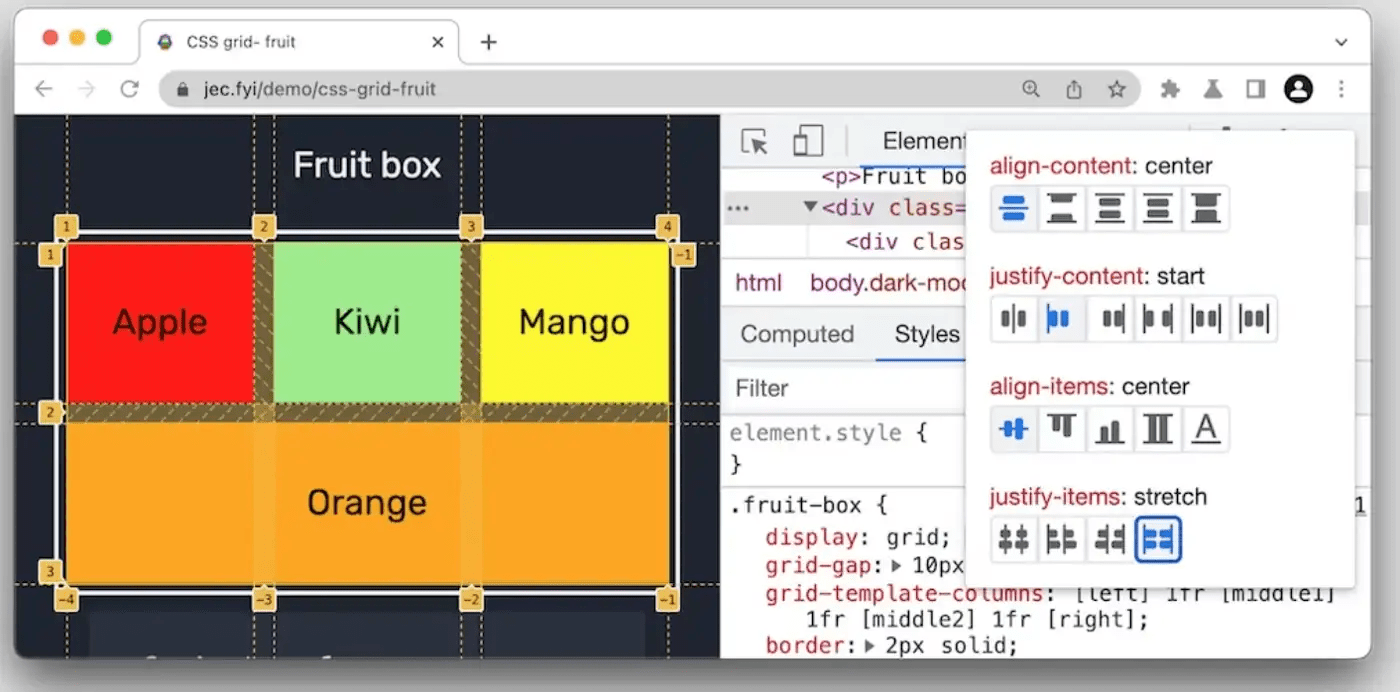 CSS grid- fruit
jec.fyi/demo/css-grid-fruit
Fruit box
1 2 3 4
1 −1
Apple Kiwi Mango
2
Orange
3
−4 −3 −2 −1
Element
<p>Fruit bo
... ▼<div class=
<div clas
html body.dark-mo
Computed Styles
Filter
element.style {
}
.fruit-box { 1
display: grid;
grid-gap: ▶ 10px
grid-template-columns: [left] 1fr [middle1]
1fr [middle2] 1fr [right];
border: ▶ 2px solid;
align-content: center
justify-content: start
align-items: center
A
justify-items: stretch